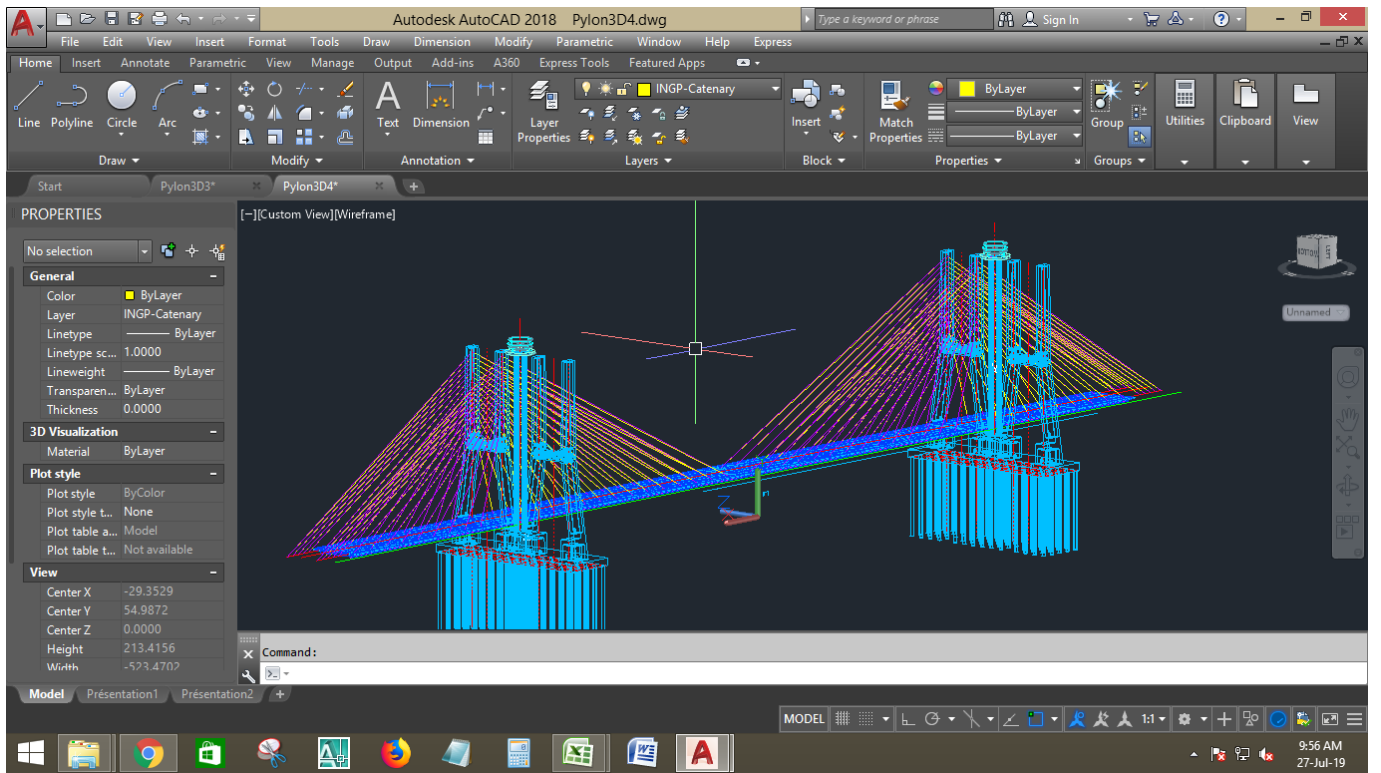 Autodesk AutoCAD 2018 Pylon3D4.dwg
Type a keyword or phrase
Sign In
File Edit View Insert Format Tools Draw Dimension Modify Parametric Window Help Express
Home Insert Annotate Parametric View Manage Output Add-ins A360 Express Tools Featured Apps
INGP-Catenary
ByLayer
ByLayer
ByLayer
Line Polyline Circle Arc
Text Dimension
Layer Properties
Insert
Match Properties
Group
Utilities
Clipboard
View
Draw Modify Annotation Layers Block Properties Groups
Start Pylon3D3* Pylon3D4*
PROPERTIES
[−][Custom View][Wireframe]
No selection
General
Color ByLayer
Layer INGP-Catenary
Linetype ByLayer
Linetype sc... 1.0000
Lineweight ByLayer
Transparen... ByLayer
Thickness 0.0000
3D Visualization
Material ByLayer
Plot style
Plot style ByColor
Plot style t... None
Plot table a... Model
Plot table t... Not available
View
Center X -29.3529
Center Y 54.9872
Center Z 0.0000
Height 213.4156
Width -523.4702
BOTTOM
LEFT
Unnamed
Command:
Model Présentation1 Présentation2
MODEL
1:1
9:56 AM
27-Jul-19